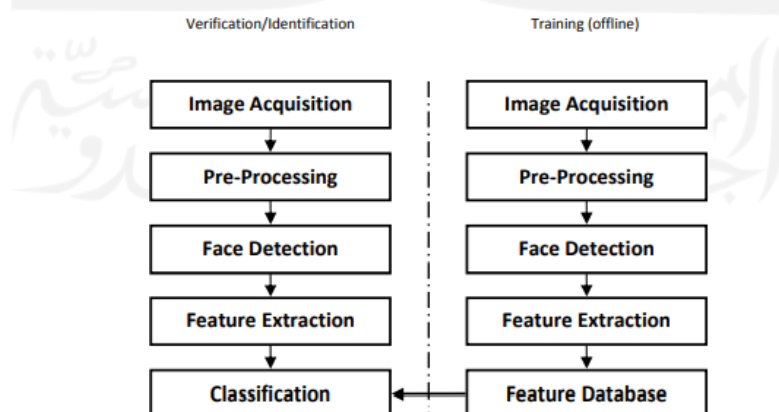 Verification/Identification
Training (offline)
Image Acquisition
Image Acquisition
Pre-Processing
Pre-Processing
Face Detection
Face Detection
Feature Extraction
Feature Extraction
Classification
Feature Database